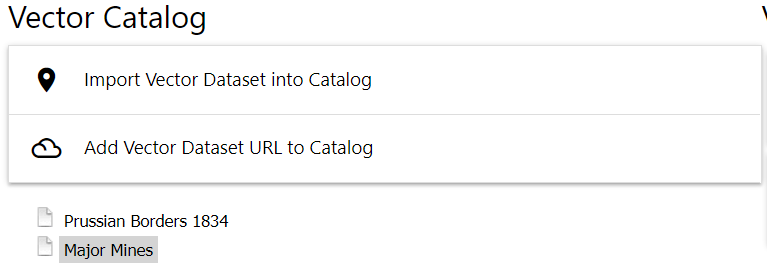 Vector Catalog
Import Vector Dataset into Catalog
Add Vector Dataset URL to Catalog
Prussian Borders 1834
Major Mines